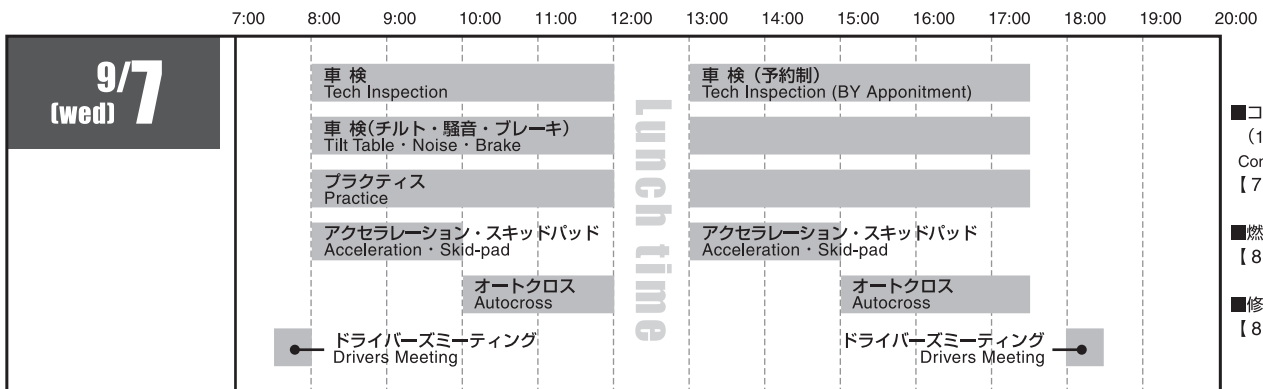 7:00 8:00 9:00 10:00 11:00 12:00 13:00 14:00 15:00 16:00 17:00 18:00 19:00 20:00
9/7
(wed)
車 検
Tech Inspection
車 検（予約制）
Tech Inspection (BY Apponitment)
車 検(チルト・騒音・ブレーキ)
Tilt Table・Noise・Brake
プラクティス
Practice
アクセラレーション・スキッドパッド
Acceleration・Skid-pad
アクセラレーション・スキッドパッド
Acceleration・Skid-pad
オートクロス
Autocross
オートクロス
Autocross
ドライバーズミーティング
Drivers Meeting
ドライバーズミーティング
Drivers Meeting
Lunch time
■コ
（1
Cor
【7
■燃
【8
■修
【8